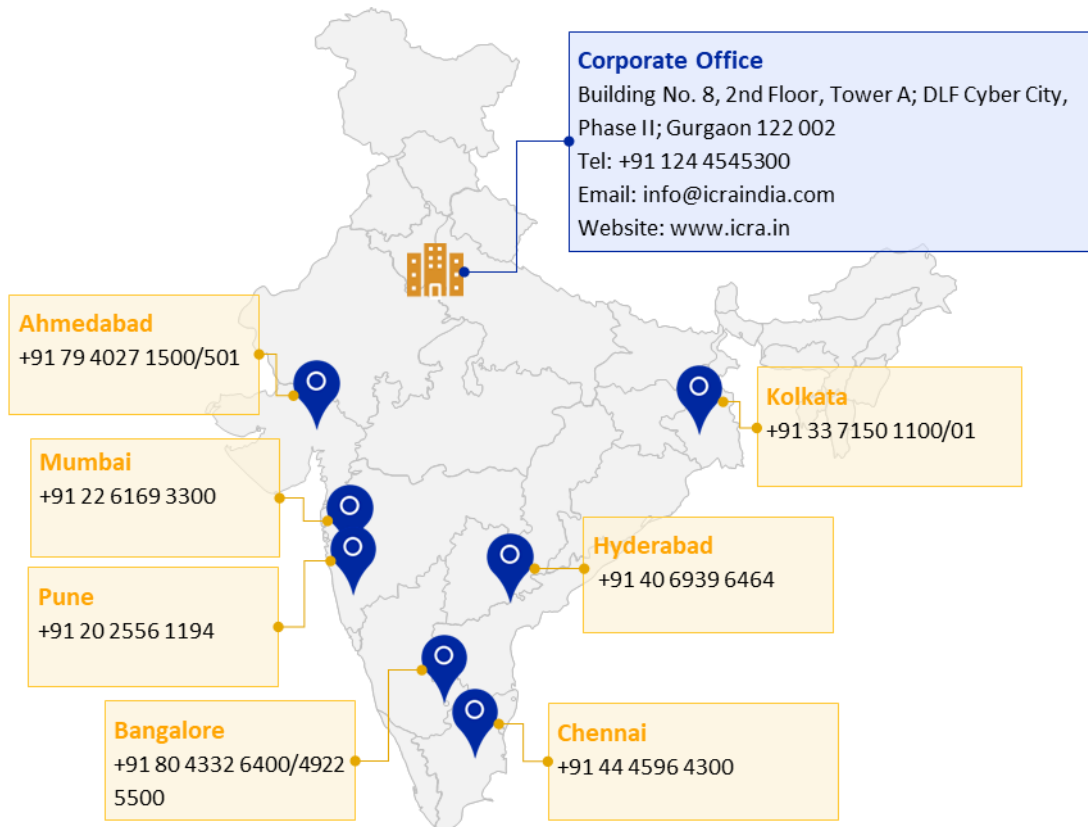 Corporate Office
Building No. 8, 2nd Floor, Tower A; DLF Cyber City,
Phase II; Gurgaon 122 002
Tel: +91 124 4545300
Email: info@icraindia.com
Website: www.icra.in
Ahmedabad
+91 79 4027 1500/501
Kolkata
+91 33 7150 1100/01
Mumbai
+91 22 6169 3300
Hyderabad
+91 40 6939 6464
Pune
+91 20 2556 1194
Bangalore
+91 80 4332 6400/4922
5500
Chennai
+91 44 4596 4300